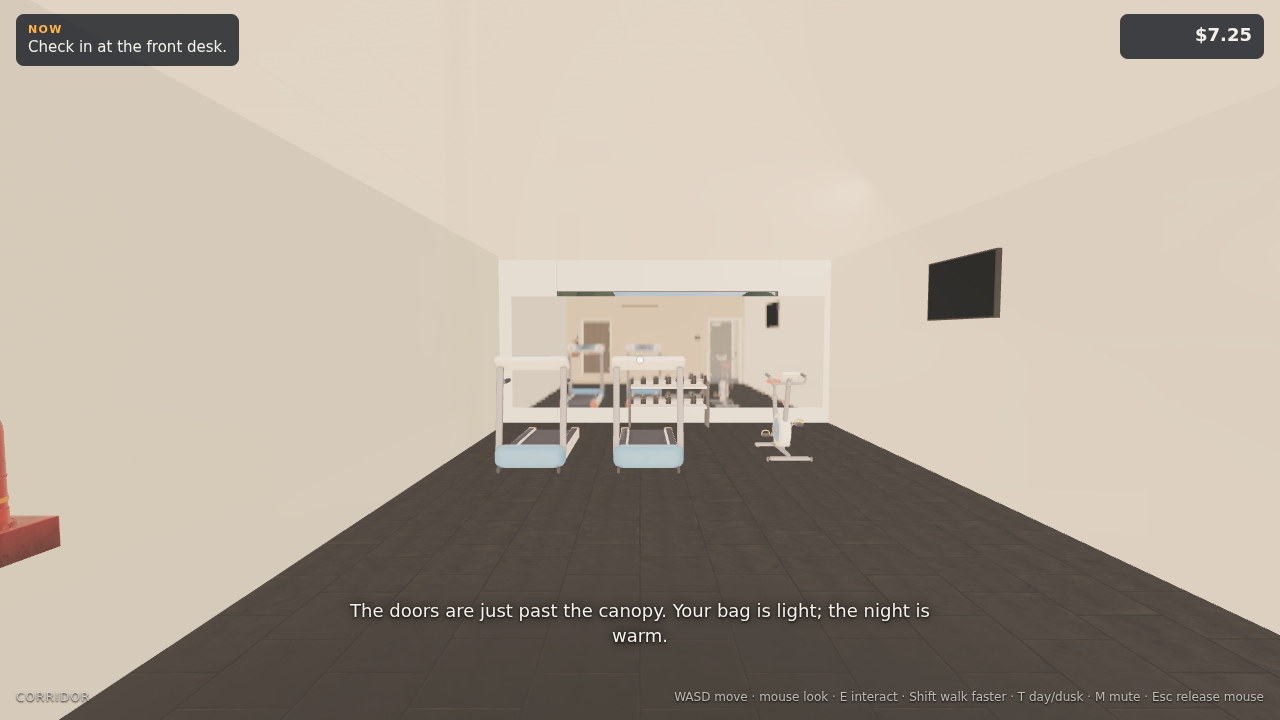 NOW
Check in at the front desk.
$7.25
The doors are just past the canopy. Your bag is light; the night is
warm.
CORRIDOR
WASD move · mouse look · E interact · Shift walk faster · T day/dusk · M mute · Esc release mouse